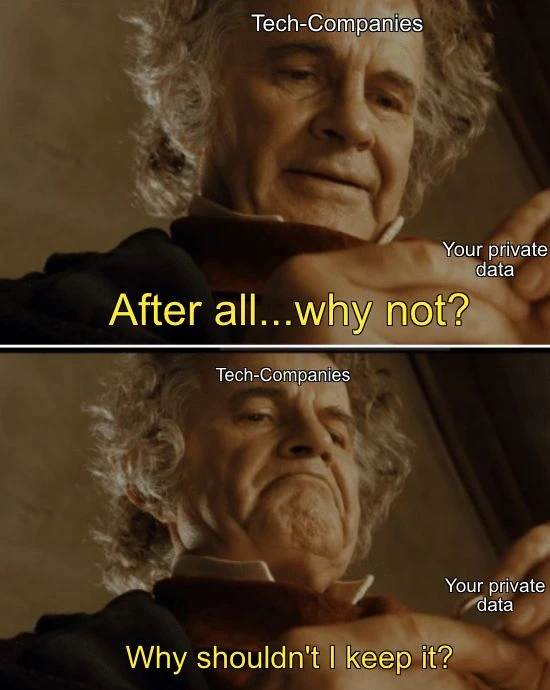 Tech-Companies
Your private
data
After all...why not?
Tech-Companies
Your private
data
Why shouldn't I keep it?